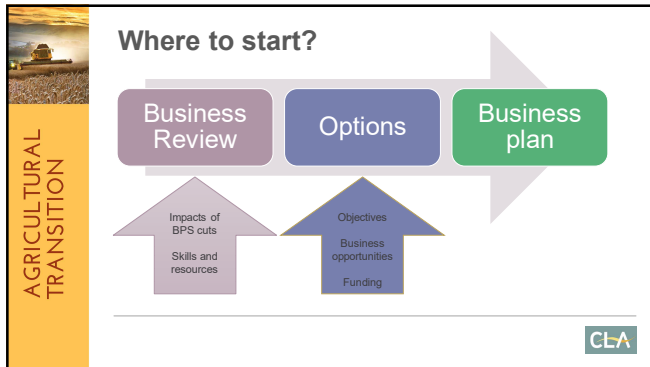 Where to start?
Business
Review
Options
Business
plan
Impacts of
BPS cuts
Skills and
resources
Objectives
Business
opportunities
Funding
AGRICULTURAL
TRANSITION
CLA